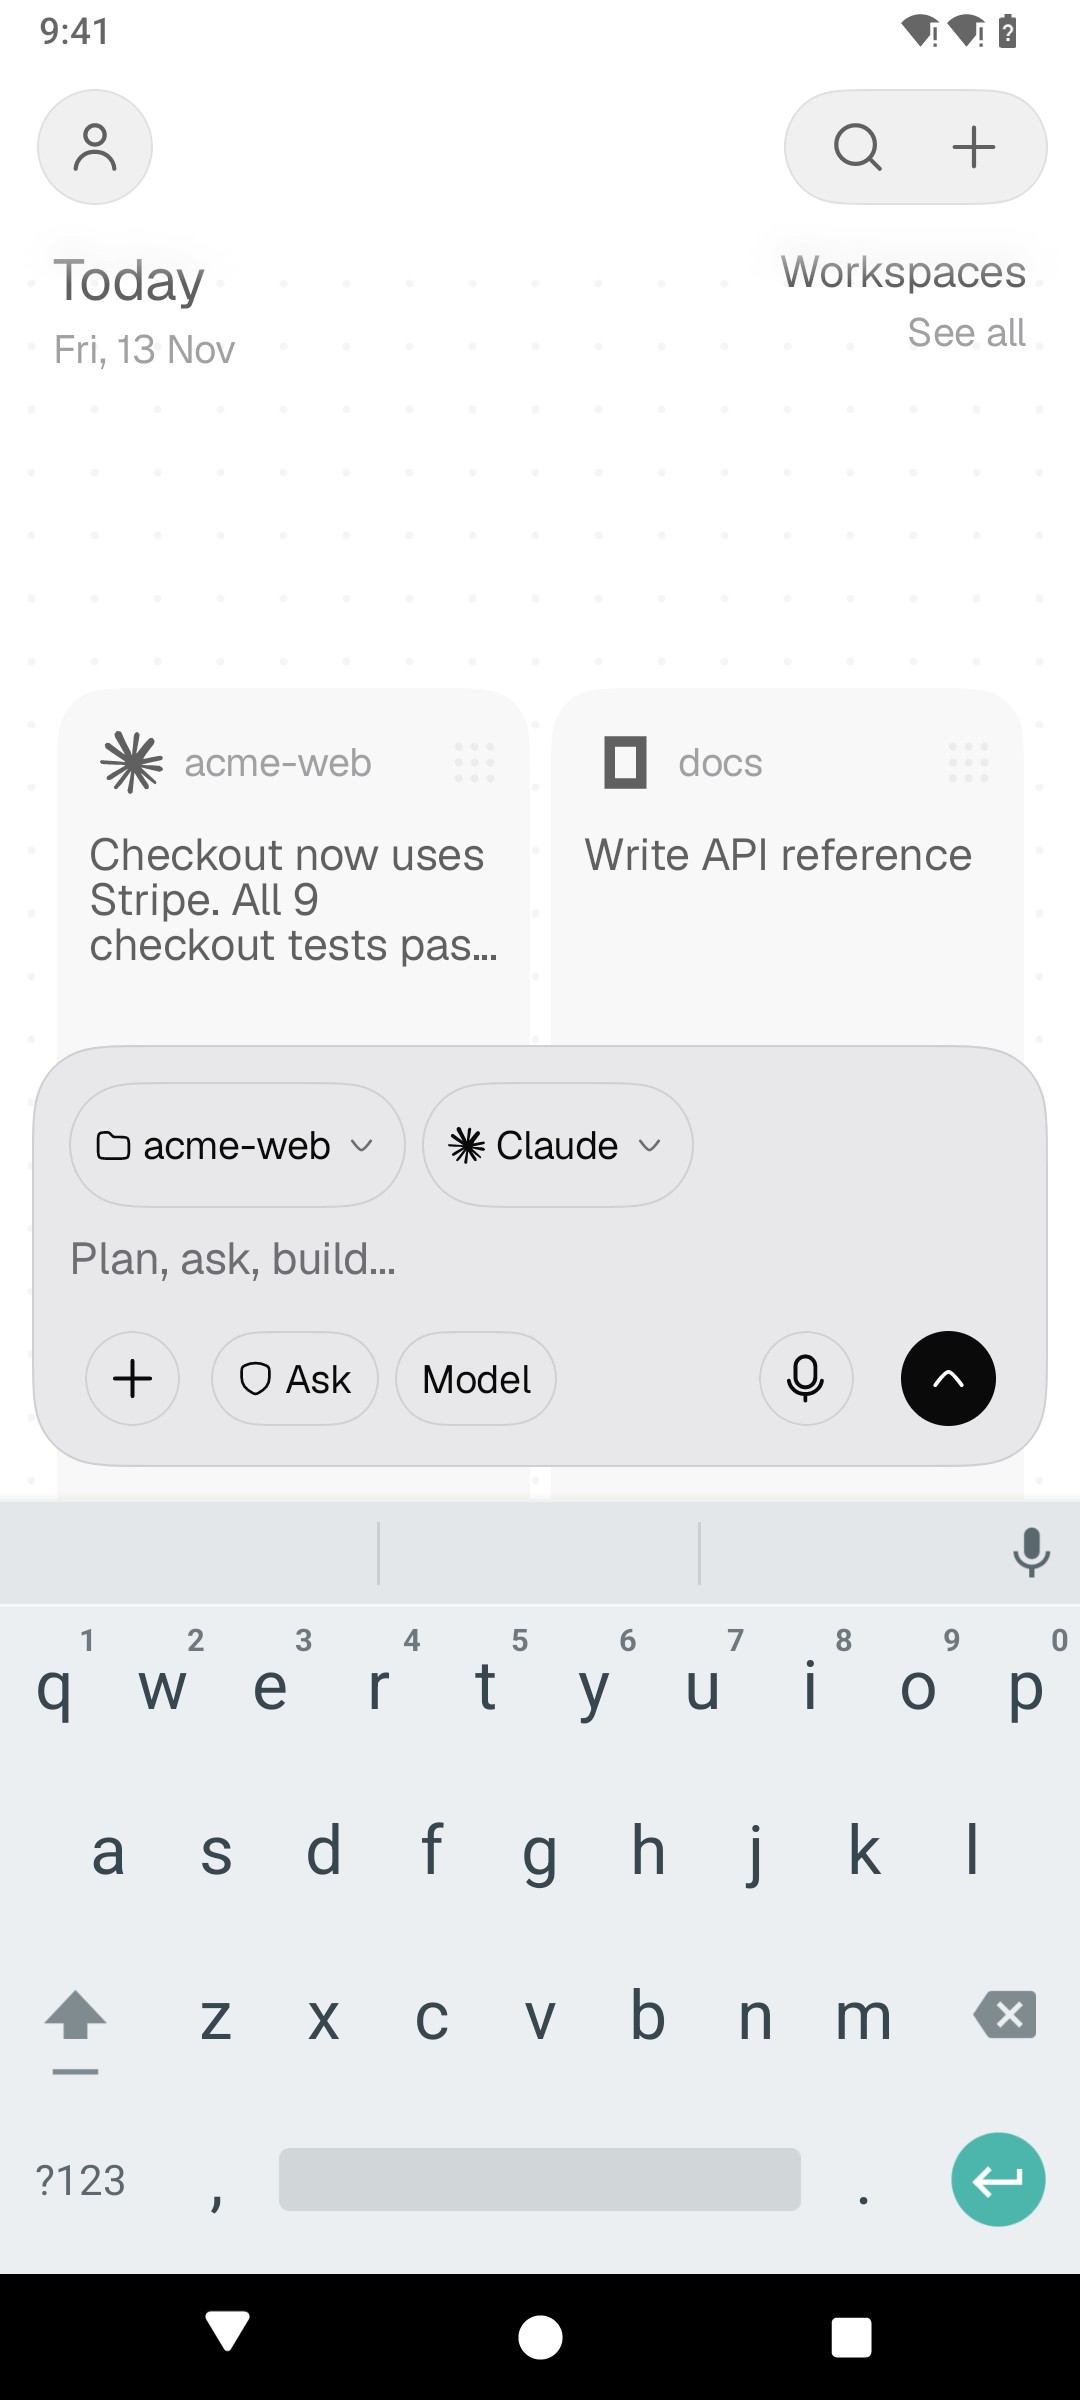 9:41
Today
Fri, 13 Nov
Workspaces
See all
acme-web
Checkout now uses
Stripe. All 9
checkout tests pas...
docs
Write API reference
acme-web
Claude
Plan, ask, build...
Ask
Model
1 2 3 4 5 6 7 8 9 0
q w e r t y u i o p
a s d f g h j k l
z x c v b n m
?123 , .